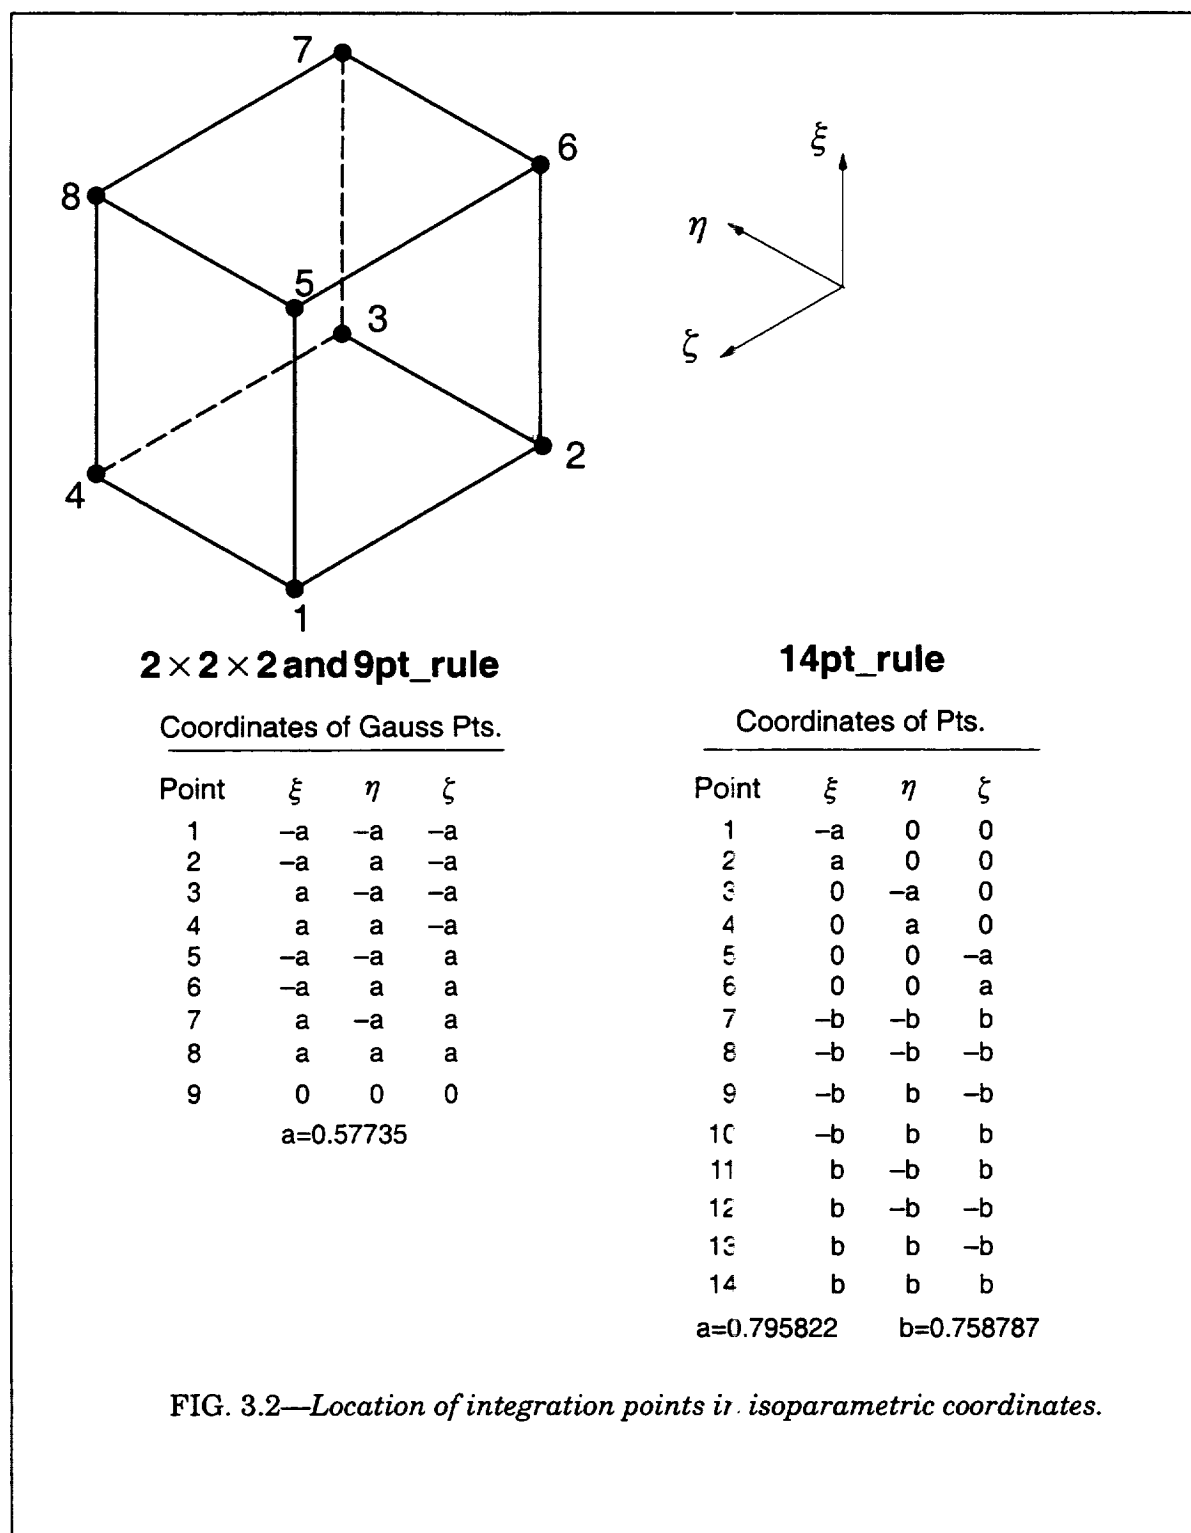 7
6
8
5
3
2
4
1
ξ
η
ζ
2 × 2 × 2 and 9pt_rule
Coordinates of Gauss Pts.
Point ξ η ζ
1 –a –a –a
2 –a a –a
3 a –a –a
4 a a –a
5 –a –a a
6 –a a a
7 a –a a
8 a a a
9 0 0 0
a=0.57735
14pt_rule
Coordinates of Pts.
Point ξ η ζ
1 –a 0 0
2 a 0 0
3 0 –a 0
4 0 a 0
5 0 0 –a
6 0 0 a
7 –b –b b
8 –b –b –b
9 –b b –b
10 –b b b
11 b –b b
12 b –b –b
13 b b –b
14 b b b
a=0.795822 b=0.758787
FIG. 3.2—Location of integration points in isoparametric coordinates.